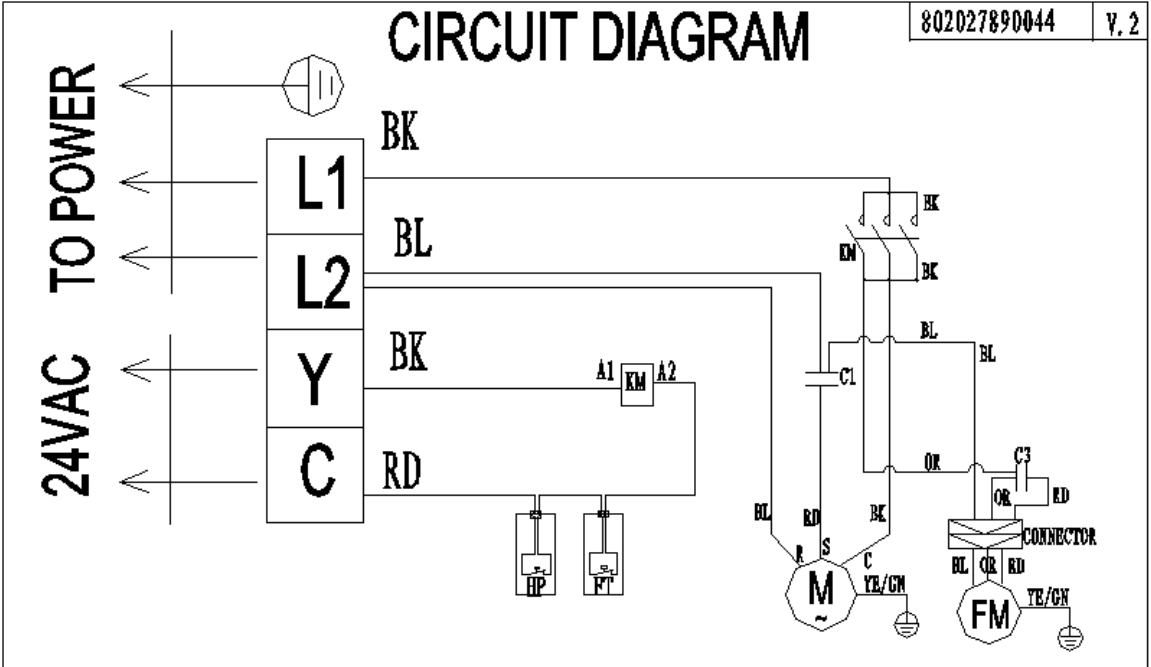 CIRCUIT DIAGRAM
802027890044 V. 2
TO POWER
24VAC
L1
L2
Y
C
BK
BL
BK
RD
BK
KM
BK
A1 KM A2
BL
BL
C1
OR
C3
OR
RD
HP
FT
BL
RD
BK
R
S
C
M
~
YE/GN
CONNECTOR
BL OR RD
FM
YE/GN